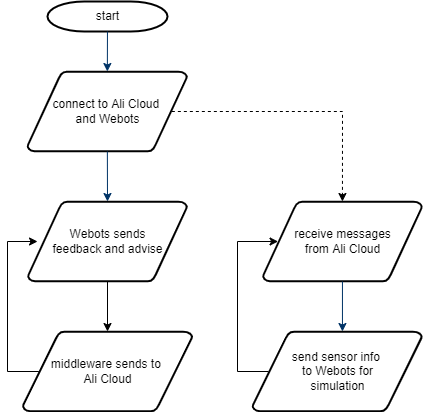 start
connect to Ali Cloud
and Webots
Webots sends
feedback and advise
receive messages
from Ali Cloud
middleware sends to
Ali Cloud
send sensor info
to Webots for
simulation